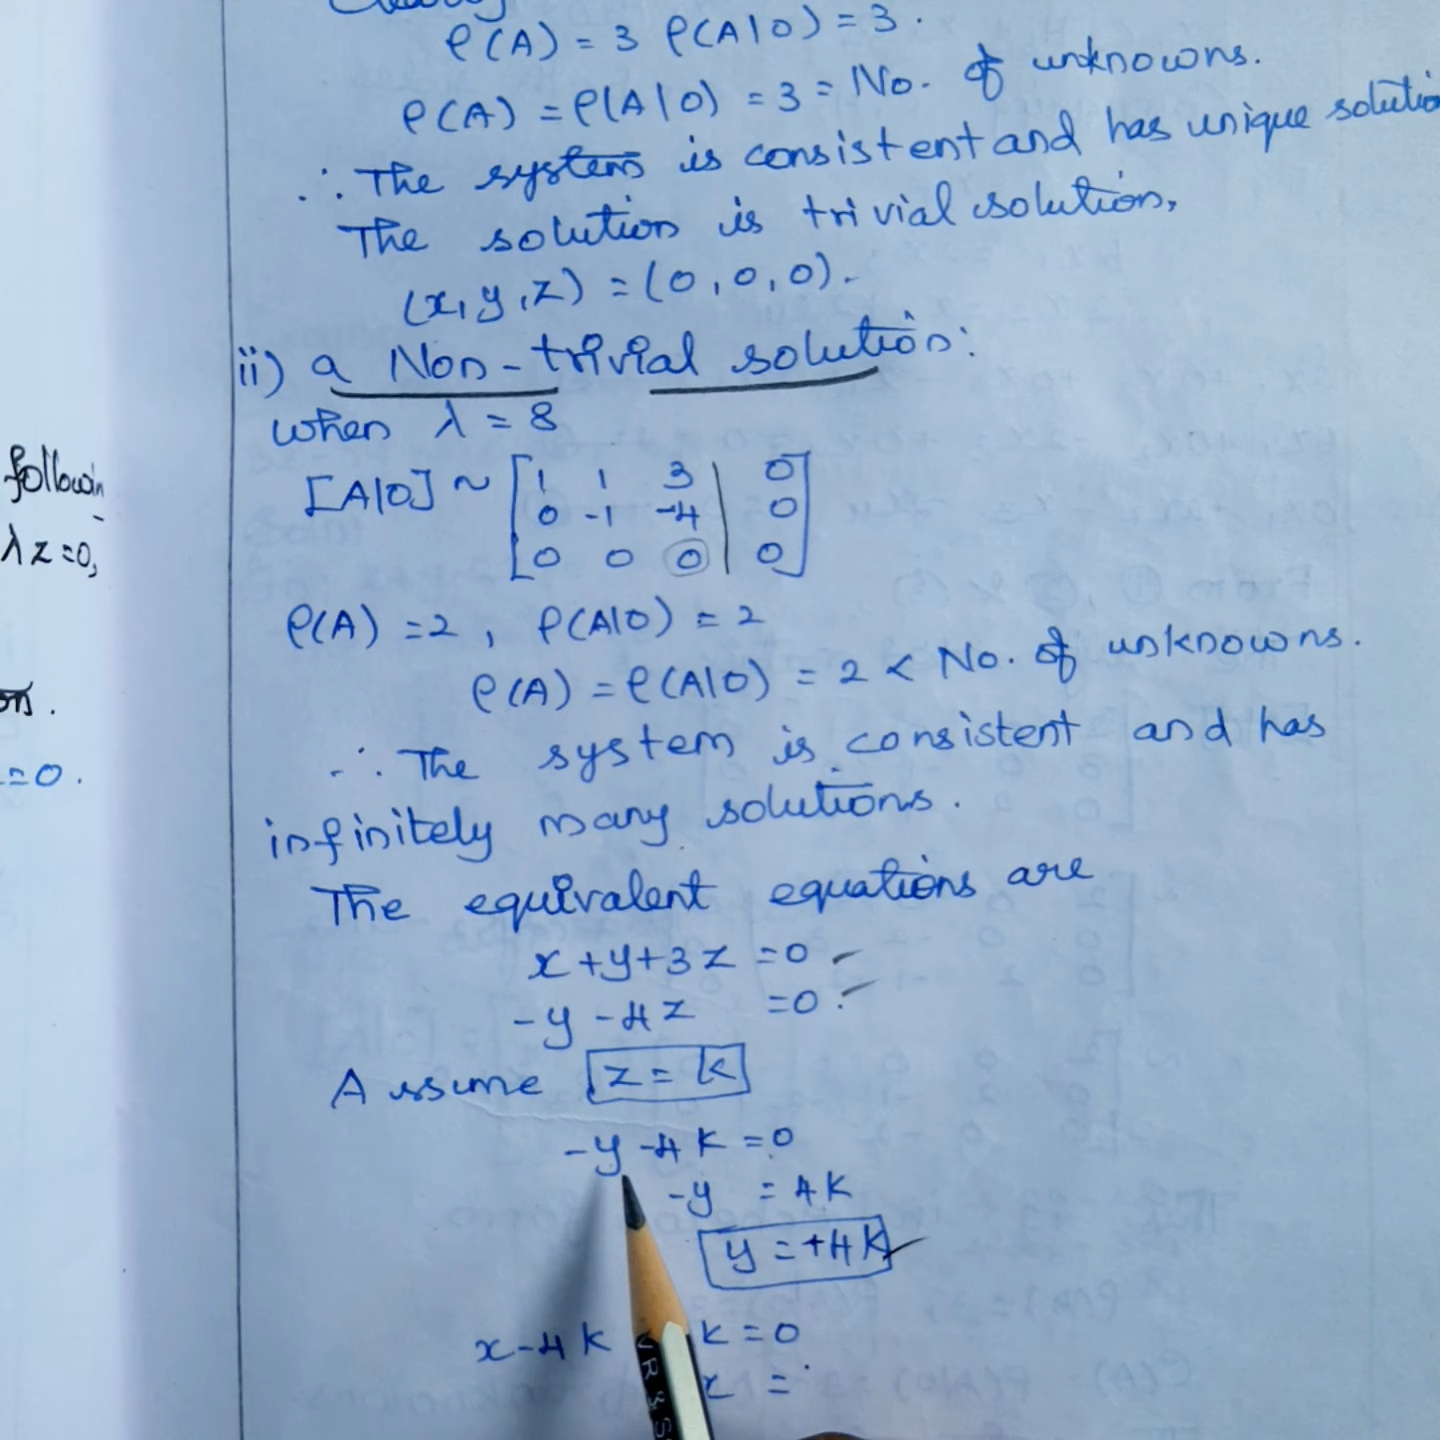 ρ(A) = 3 ρ(A|0) = 3.
ρ(A) = ρ(A|0) = 3 = No. of unknowns.
∴ The system is consistent and has unique solutio
The solution is trivial solution,
(x, y, z) = (0, 0, 0).
ii) a Non-trivial solution:
when λ = 8
[A|0] ~ [1 1 3 | 0]
0 -1 -4 | 0
0 0 0 | 0
ρ(A) = 2, ρ(A|0) = 2
ρ(A) = ρ(A|0) = 2 < No. of unknowns.
∴ The system is consistent and has
infinitely many solutions.
The equivalent equations are
x+y+3z =0
-y -4z =0
Assume z = k
-y -4k = 0
-y = 4k
y = +4k
x-4k k = 0
x =
followin
λz=0,
on.
=0.